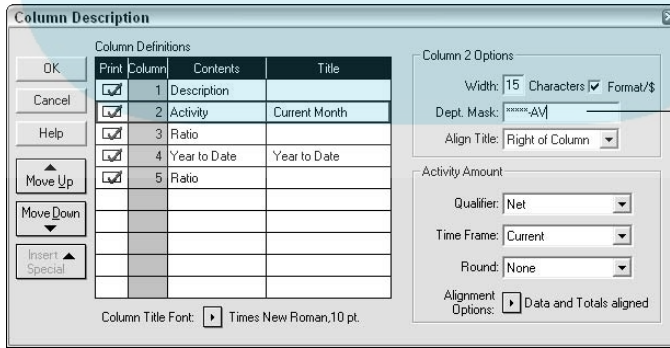 Column Description
Column Definitions
OK
Cancel
Help
Move Up
Move Down
Insert Special
Print Column Contents Title
1 Description
2 Activity Current Month
3 Ratio
4 Year to Date Year to Date
5 Ratio
Column Title Font: Times New Roman,10 pt.
Column 2 Options
Width: 15 Characters Format/$
Dept. Mask: *****-AV
Align Title: Right of Column
Activity Amount
Qualifier: Net
Time Frame: Current
Round: None
Alignment Options: Data and Totals aligned